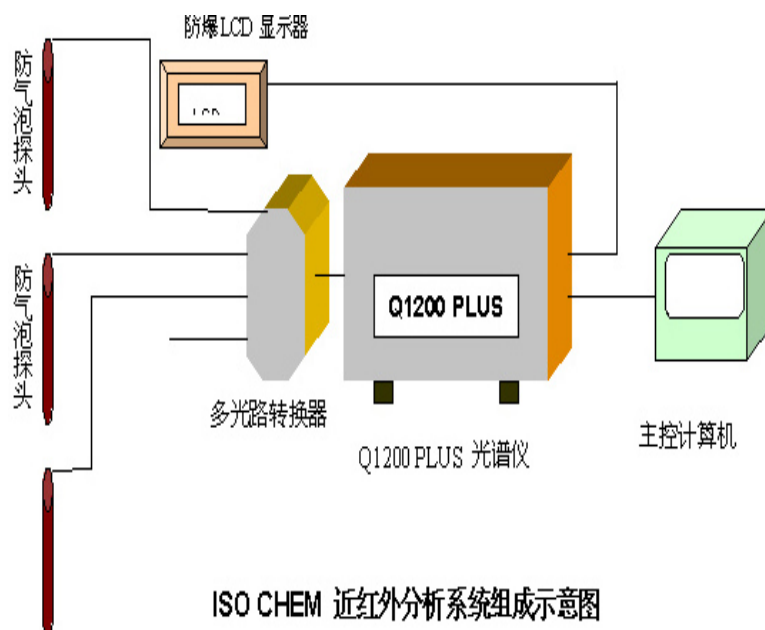 防爆LCD 显示器
防气泡探头
防气泡探头
Q1200 PLUS
多光路转换器
Q1200 PLUS 光谱仪
主控计算机
ISO CHEM 近红外分析系统组成示意图